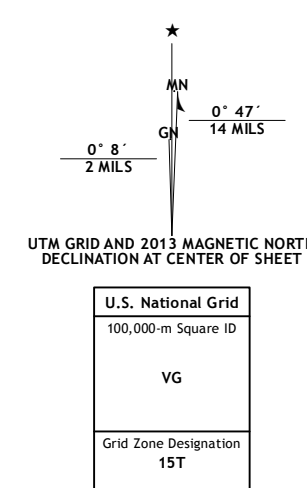 ★
MN
0° 47´
14 MILS
GN
0° 8´
2 MILS
UTM GRID AND 2013 MAGNETIC NORTH
DECLINATION AT CENTER OF SHEET
U.S. National Grid
100,000-m Square ID
VG
Grid Zone Designation
15T